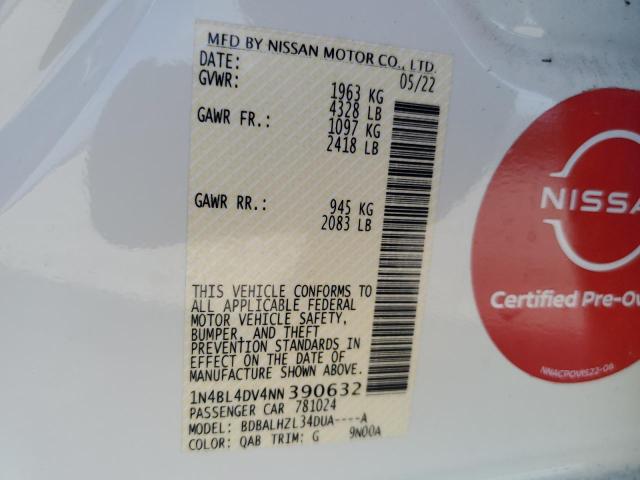 MFD BY NISSAN MOTOR CO., LTD.
DATE: 05/22
GVWR: 1963 KG
4328 LB
GAWR FR.: 1097 KG
2418 LB
GAWR RR.: 945 KG
2083 LB
THIS VEHICLE CONFORMS TO
ALL APPLICABLE FEDERAL
MOTOR VEHICLE SAFETY,
BUMPER, AND THEFT
PREVENTION STANDARDS IN
EFFECT ON THE DATE OF
MANUFACTURE SHOWN ABOVE.
1N4BL4DV4NN390632
PASSENGER CAR 781024
MODEL: BDBALHZL34DUA----A
COLOR: QAB TRIM: G 9N00A
NISSA
Certified Pre-Ow
NNACPOVIS22-08